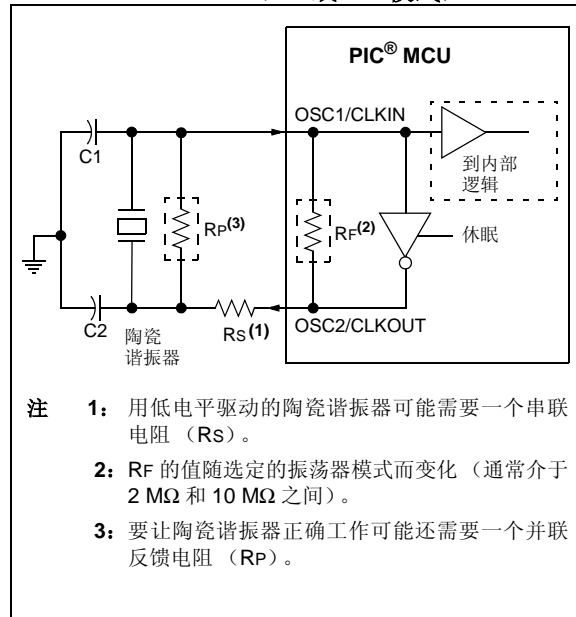 PIC® MCU
OSC1/CLKIN
C1
到内部
逻辑
RP(3)
RF(2)
休眠
C2
陶瓷
谐振器
RS(1)
OSC2/CLKOUT
注 1: 用低电平驱动的陶瓷谐振器可能需要一个串联
电阻 （RS）。
2: RF 的值随选定的振荡器模式而变化 （通常介于
2 MΩ 和 10 MΩ 之间）。
3: 要让陶瓷谐振器正确工作可能还需要一个并联
反馈电阻 （RP）。